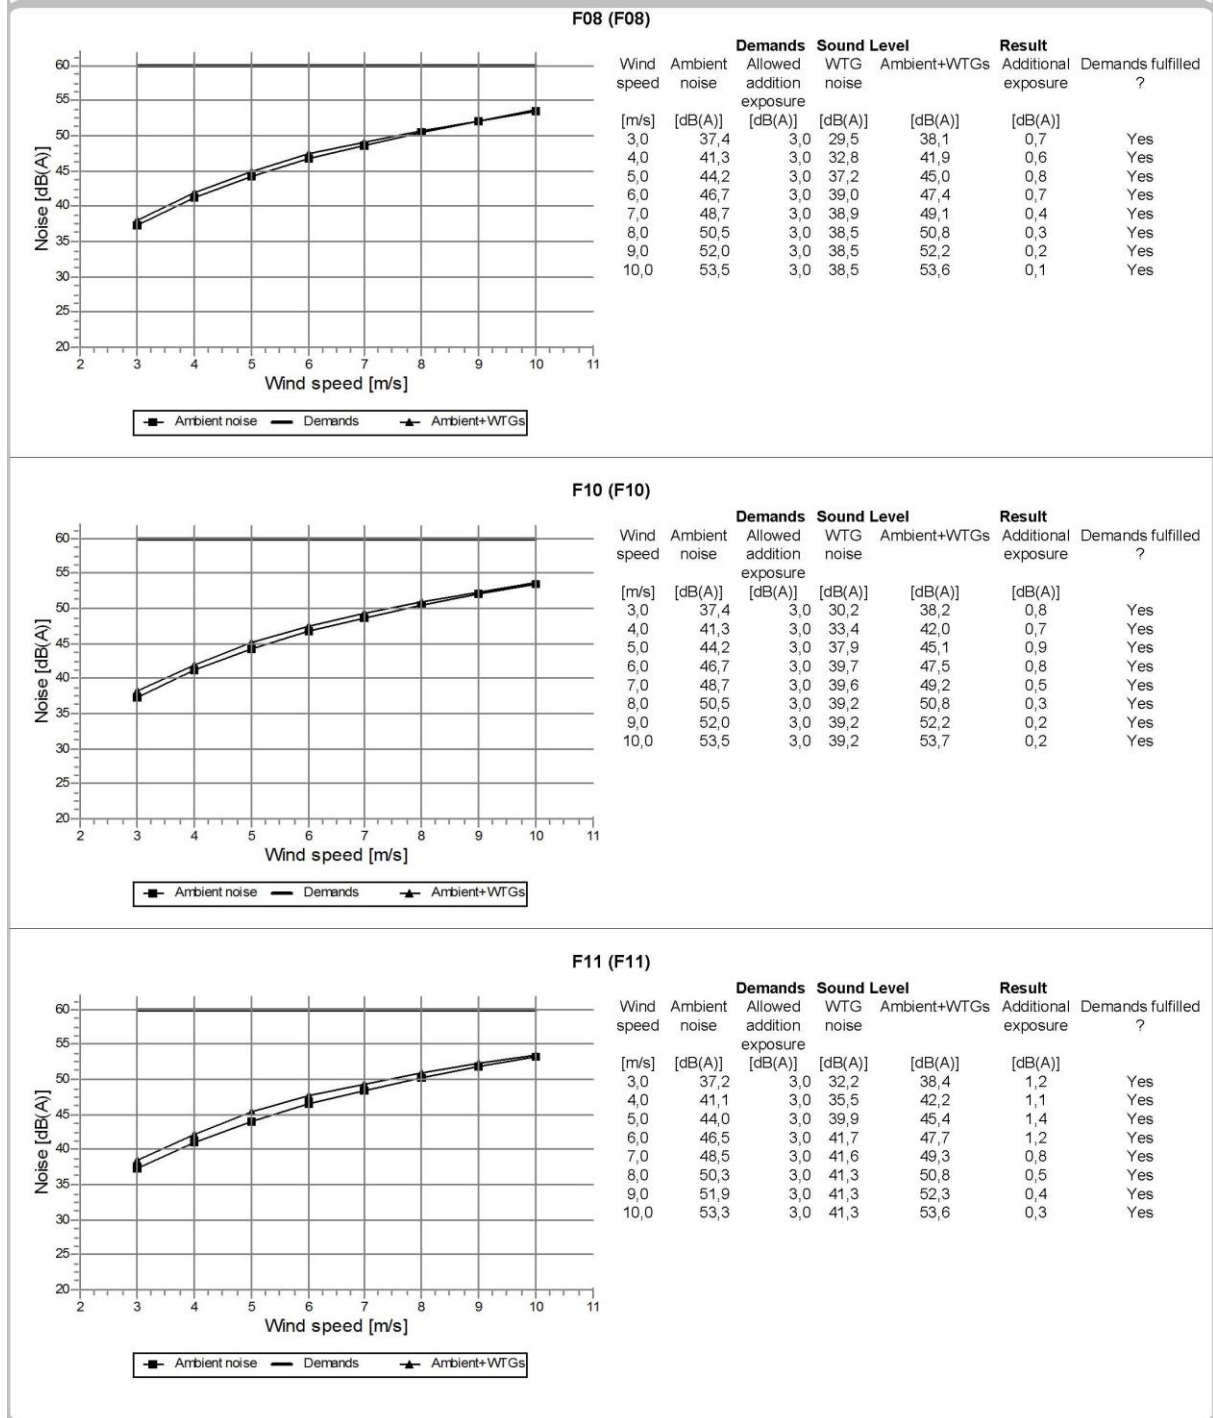 F08 (F08)
Demands Sound Level Result
Wind Ambient Allowed WTG Ambient+WTGs Additional Demands fulfilled
speed noise addition noise exposure ?
exposure
[m/s] [dB(A)] [dB(A)] [dB(A)] [dB(A)] [dB(A)]
3,0 37,4 3,0 29,5 38,1 0,7 Yes
4,0 41,3 3,0 32,8 41,9 0,6 Yes
5,0 44,2 3,0 37,2 45,0 0,8 Yes
6,0 46,7 3,0 39,0 47,4 0,7 Yes
7,0 48,7 3,0 38,9 49,1 0,4 Yes
8,0 50,5 3,0 38,5 50,8 0,3 Yes
9,0 52,0 3,0 38,5 52,2 0,2 Yes
10,0 53,5 3,0 38,5 53,6 0,1 Yes
Noise [dB(A)]
60
55
50
45
40
35
30
25
20
2 3 4 5 6 7 8 9 10 11
Wind speed [m/s]
Ambient noise Demands Ambient+WTGs
F10 (F10)
Demands Sound Level Result
Wind Ambient Allowed WTG Ambient+WTGs Additional Demands fulfilled
speed noise addition noise exposure ?
exposure
[m/s] [dB(A)] [dB(A)] [dB(A)] [dB(A)] [dB(A)]
3,0 37,4 3,0 30,2 38,2 0,8 Yes
4,0 41,3 3,0 33,4 42,0 0,7 Yes
5,0 44,2 3,0 37,9 45,1 0,9 Yes
6,0 46,7 3,0 39,7 47,5 0,8 Yes
7,0 48,7 3,0 39,6 49,2 0,5 Yes
8,0 50,5 3,0 39,2 50,8 0,3 Yes
9,0 52,0 3,0 39,2 52,2 0,2 Yes
10,0 53,5 3,0 39,2 53,7 0,2 Yes
Noise [dB(A)]
60
55
50
45
40
35
30
25
20
2 3 4 5 6 7 8 9 10 11
Wind speed [m/s]
Ambient noise Demands Ambient+WTGs
F11 (F11)
Demands Sound Level Result
Wind Ambient Allowed WTG Ambient+WTGs Additional Demands fulfilled
speed noise addition noise exposure ?
exposure
[m/s] [dB(A)] [dB(A)] [dB(A)] [dB(A)] [dB(A)]
3,0 37,2 3,0 32,2 38,4 1,2 Yes
4,0 41,1 3,0 35,5 42,2 1,1 Yes
5,0 44,0 3,0 39,9 45,4 1,4 Yes
6,0 46,5 3,0 41,7 47,7 1,2 Yes
7,0 48,5 3,0 41,6 49,3 0,8 Yes
8,0 50,3 3,0 41,3 50,8 0,5 Yes
9,0 51,9 3,0 41,3 52,3 0,4 Yes
10,0 53,3 3,0 41,3 53,6 0,3 Yes
Noise [dB(A)]
60
55
50
45
40
35
30
25
20
2 3 4 5 6 7 8 9 10 11
Wind speed [m/s]
Ambient noise Demands Ambient+WTGs